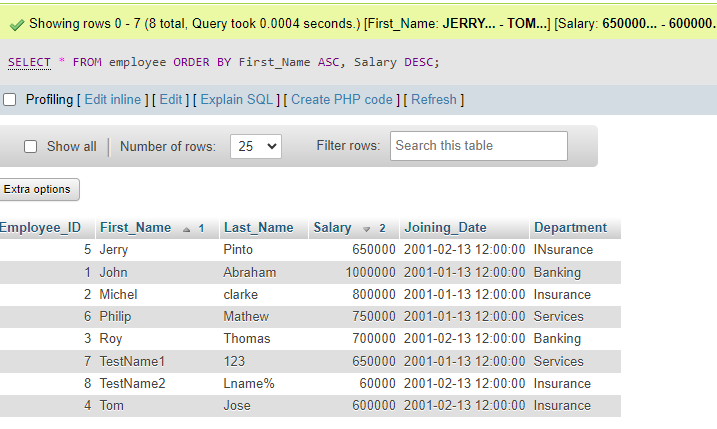 Showing rows 0 - 7 (8 total, Query took 0.0004 seconds.) [First_Name: JERRY... - TOM...] [Salary: 650000... - 600000.
SELECT * FROM employee ORDER BY First_Name ASC, Salary DESC;
Profiling [ Edit inline ] [ Edit ] [ Explain SQL ] [ Create PHP code ] [ Refresh ]
Show all Number of rows: 25 Filter rows: Search this table
Extra options
Employee_ID First_Name 1 Last_Name Salary 2 Joining_Date Department
5 Jerry Pinto 650000 2001-02-13 12:00:00 INsurance
1 John Abraham 1000000 2001-01-13 12:00:00 Banking
2 Michel clarke 800000 2001-01-13 12:00:00 Insurance
6 Philip Mathew 750000 2001-01-13 12:00:00 Services
3 Roy Thomas 700000 2001-02-13 12:00:00 Banking
7 TestName1 123 650000 2001-01-13 12:00:00 Services
8 TestName2 Lname% 60000 2001-02-13 12:00:00 Insurance
4 Tom Jose 600000 2001-02-13 12:00:00 Insurance